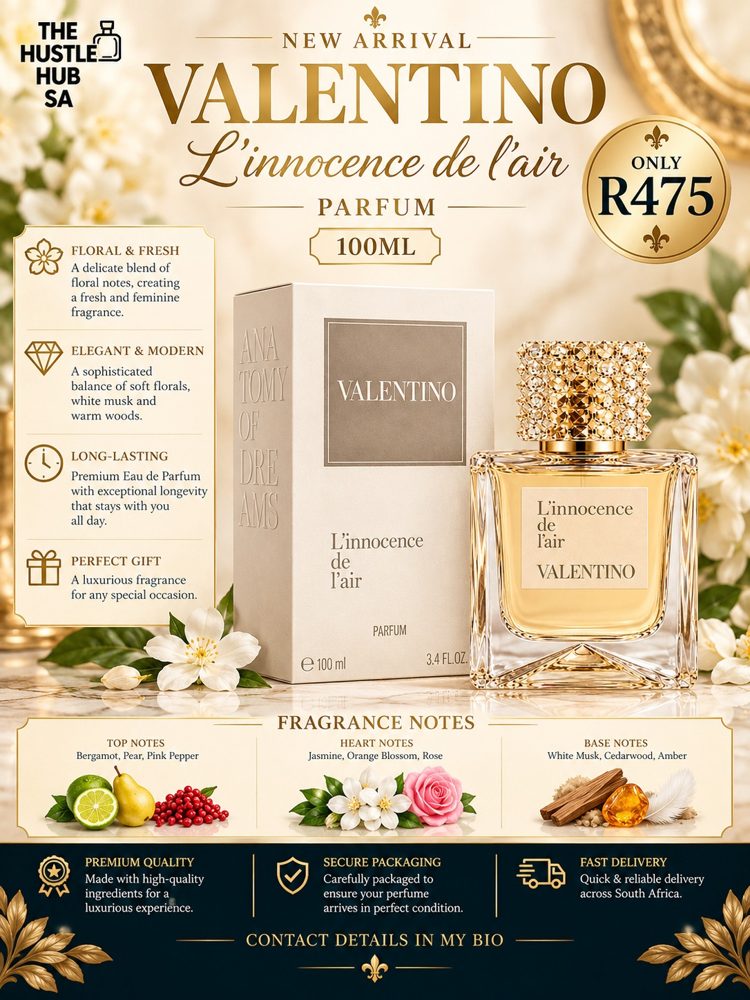 THE
HUSTLE
HUB
SA
NEW ARRIVAL
VALENTINO
L'innocence de l'air
PARFUM
100ML
ONLY
R475
FLORAL & FRESH
A delicate blend of
floral notes, creating
a fresh and feminine
fragrance.
ELEGANT & MODERN
A sophisticated
balance of soft florals,
white musk and
warm woods.
LONG-LASTING
Premium Eau de Parfum
with exceptional longevity
that stays with you
all day.
PERFECT GIFT
A luxurious fragrance
for any special occasion.
ANA
TOMY
OF
DRE
AMS
VALENTINO
L'innocence
de
l'air
PARFUM
℮ 100 ml 3.4 FL.OZ.
L'innocence
de
l'air
VALENTINO
FRAGRANCE NOTES
TOP NOTES
Bergamot, Pear, Pink Pepper
HEART NOTES
Jasmine, Orange Blossom, Rose
BASE NOTES
White Musk, Cedarwood, Amber
PREMIUM QUALITY
Made with high-quality
ingredients for a
luxurious experience.
SECURE PACKAGING
Carefully packaged to
ensure your perfume
arrives in perfect condition.
FAST DELIVERY
Quick & reliable delivery
across South Africa.
CONTACT DETAILS IN MY BIO